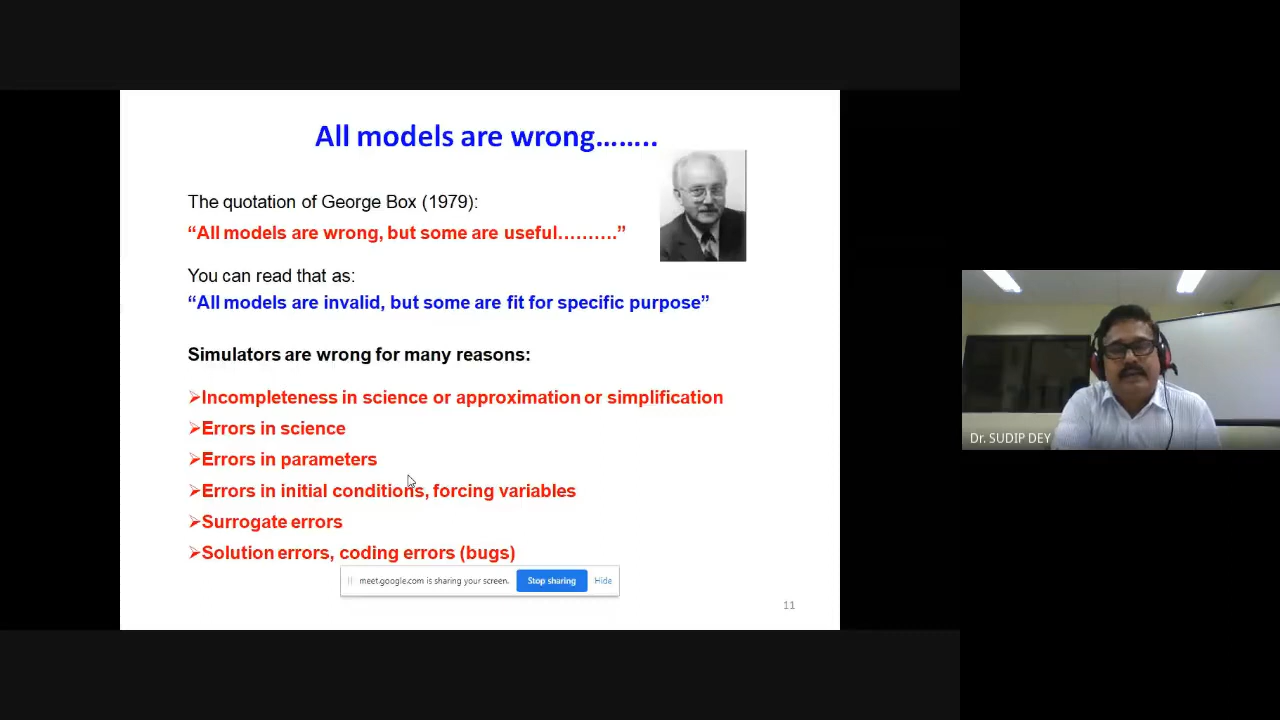 All models are wrong……..
The quotation of George Box (1979):
“All models are wrong, but some are useful……….”
You can read that as:
“All models are invalid, but some are fit for specific purpose”
Simulators are wrong for many reasons:
➢Incompleteness in science or approximation or simplification
➢Errors in science
➢Errors in parameters
➢Errors in initial conditions, forcing variables
➢Surrogate errors
➢Solution errors, coding errors (bugs)
meet.google.com is sharing your screen. Stop sharing Hide
11
Dr. SUDIP DEY